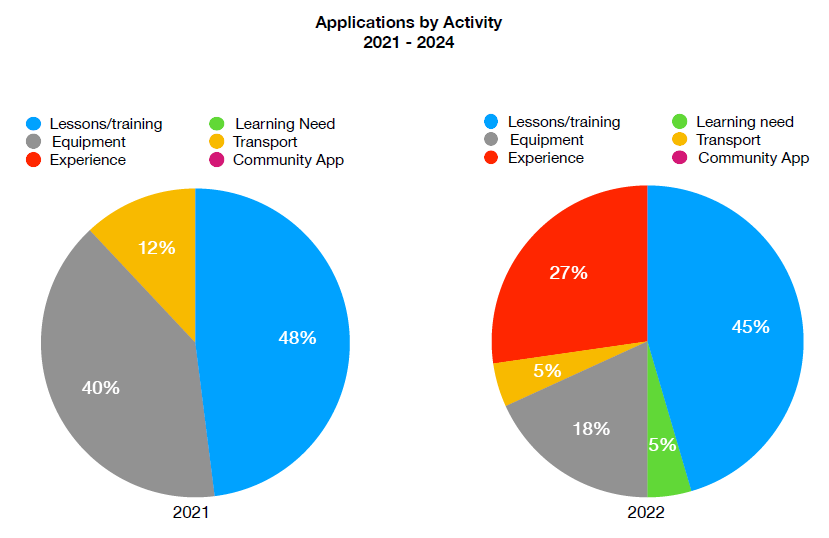 Applications by Activity
2021 - 2024
Lessons/training
Learning Need
Equipment
Transport
Experience
Community App
12%
48%
40%
2021
Lessons/training
Learning need
Equipment
Transport
Experience
Community App
27%
45%
5%
18%
5%
2022